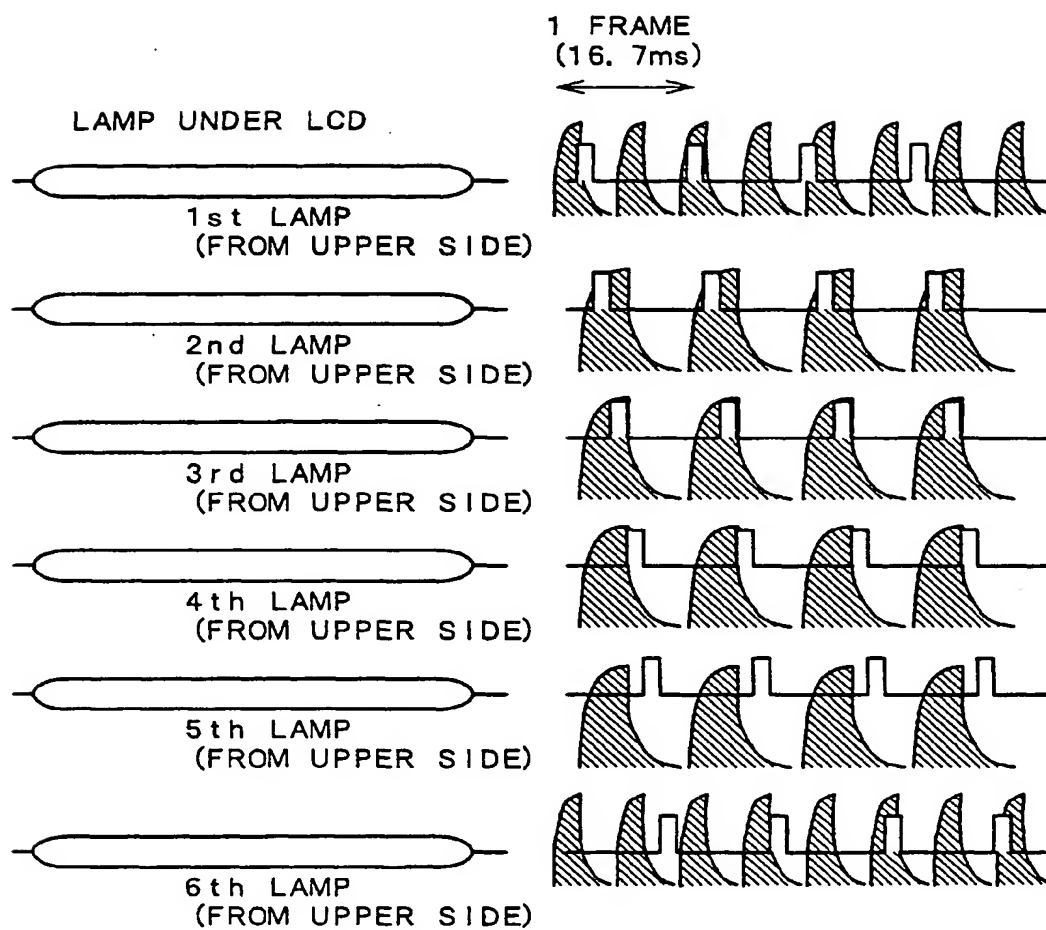 1 FRAME
(16. 7ms)
LAMP UNDER LCD
1st LAMP
(FROM UPPER SIDE)
2nd LAMP
(FROM UPPER SIDE)
3rd LAMP
(FROM UPPER SIDE)
4th LAMP
(FROM UPPER SIDE)
5th LAMP
(FROM UPPER SIDE)
6th LAMP
(FROM UPPER SIDE)